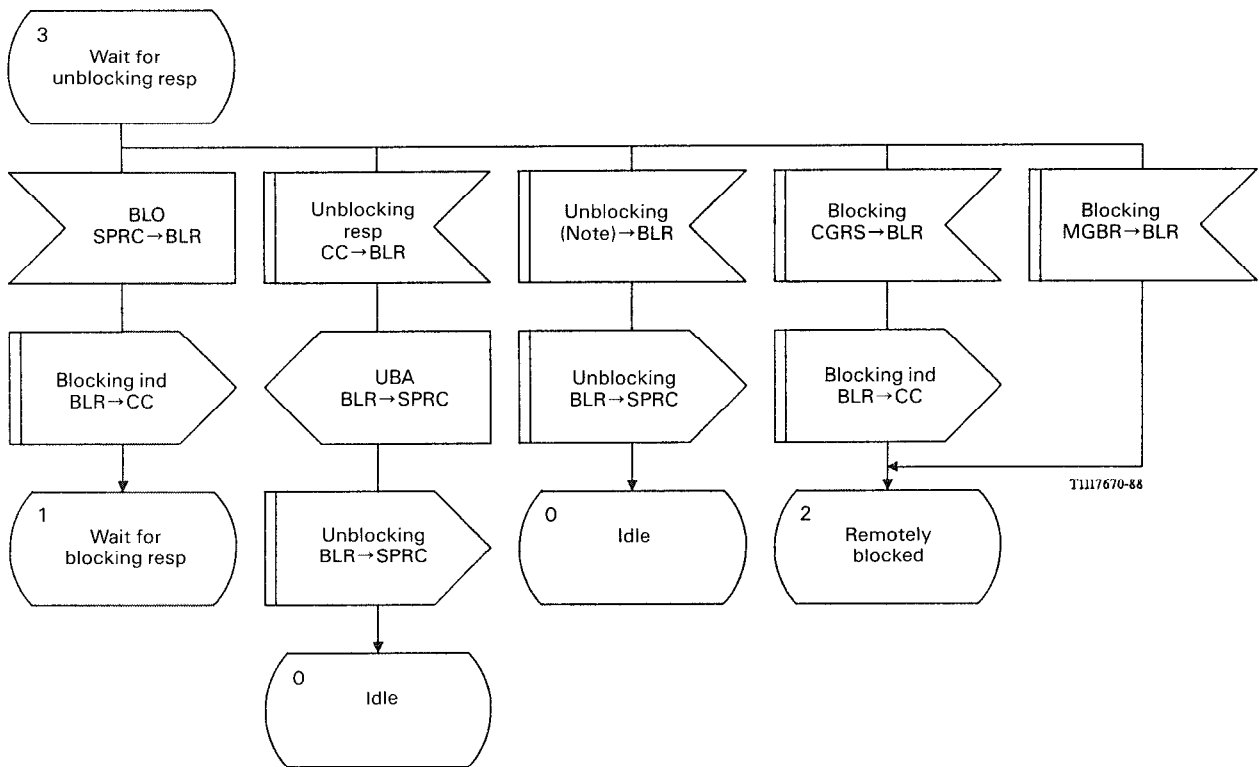 3
Wait for
unblocking resp
BLO
SPRC→BLR
Unblocking
resp
CC→BLR
Unblocking
(Note)→BLR
Blocking
CGRS→BLR
Blocking
MGBR→BLR
Blocking ind
BLR→CC
UBA
BLR→SPRC
Unblocking
BLR→SPRC
Blocking ind
BLR→CC
T1117670-88
1
Wait for
blocking resp
Unblocking
BLR→SPRC
0
Idle
2
Remotely
blocked
0
Idle